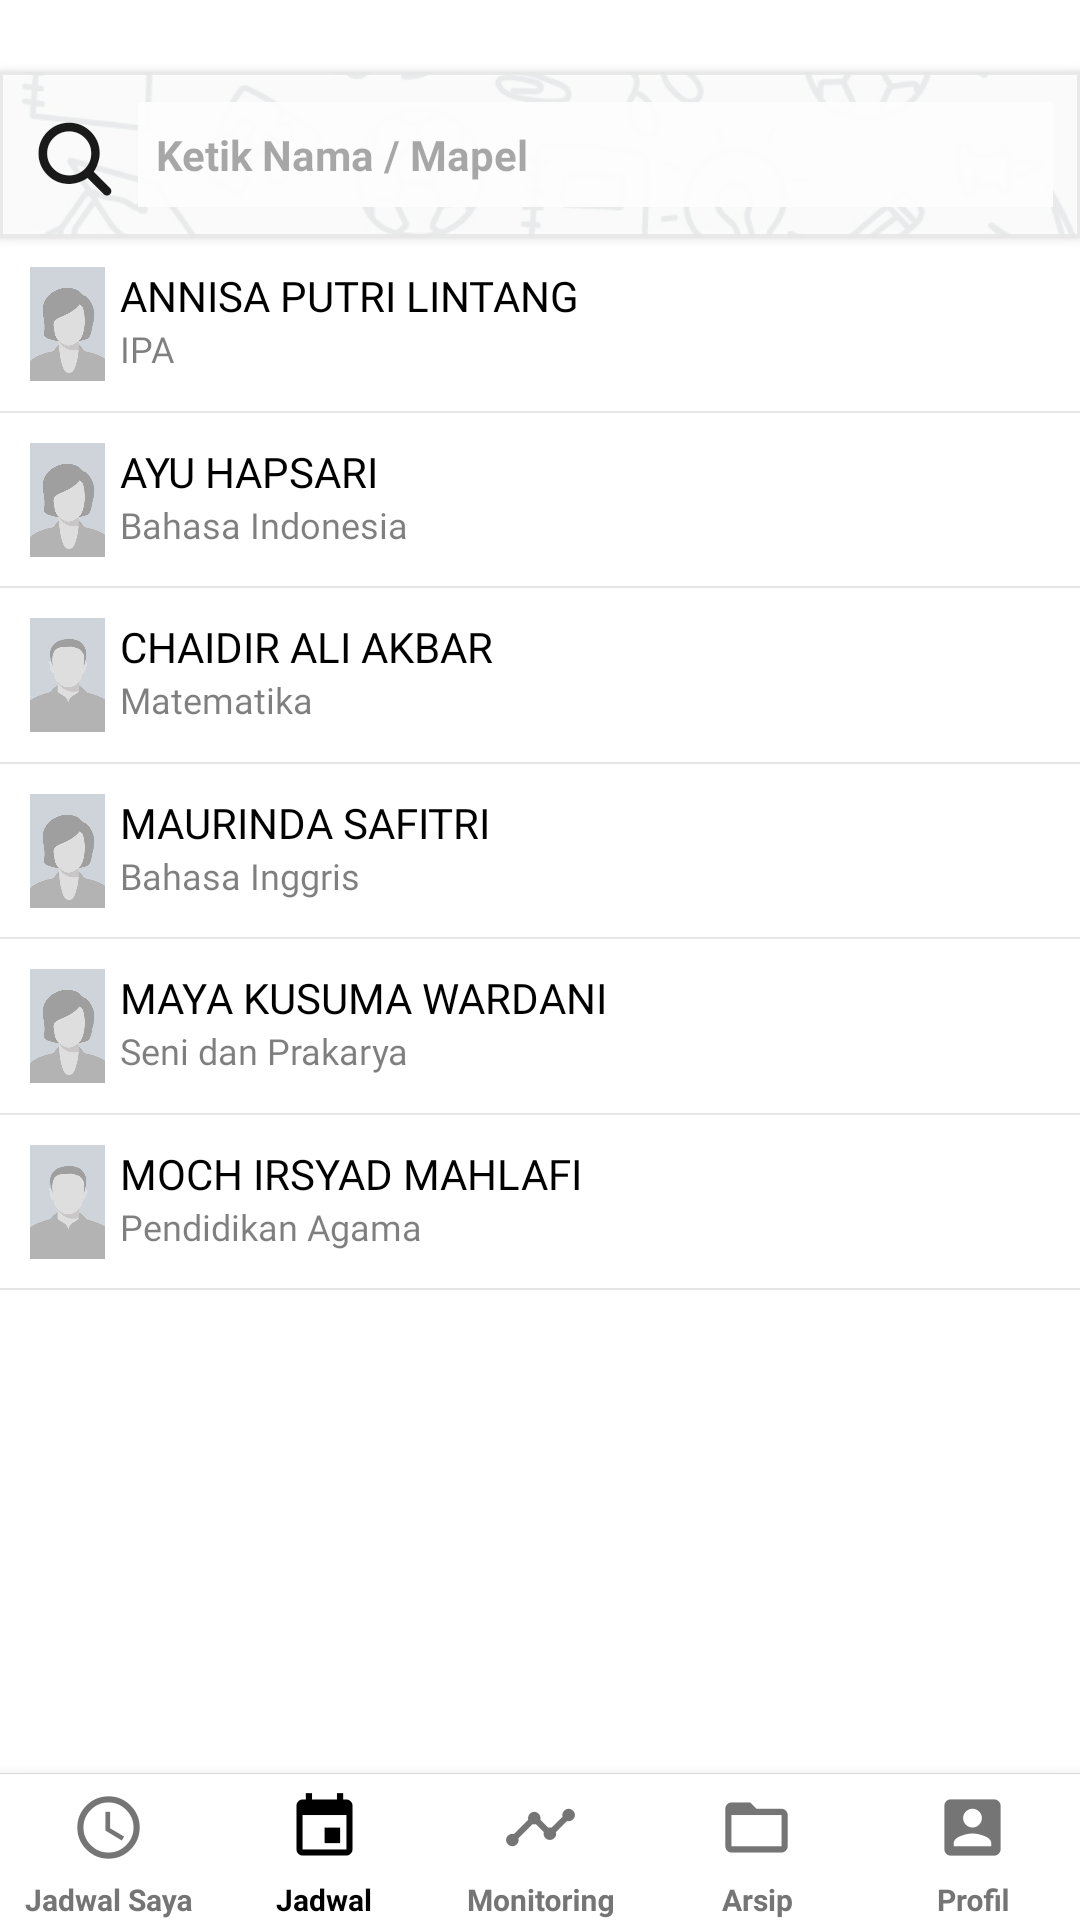 Ketik Nama / Mapel
ANNISA PUTRI LINTANG
IPA
AYU HAPSARI
Bahasa Indonesia
CHAIDIR ALI AKBAR
Matematika
MAURINDA SAFITRI
Bahasa Inggris
MAYA KUSUMA WARDANI
Seni dan Prakarya
MOCH IRSYAD MAHLAFI
Pendidikan Agama
Jadwal Saya
Jadwal
Monitoring
Arsip
Profil